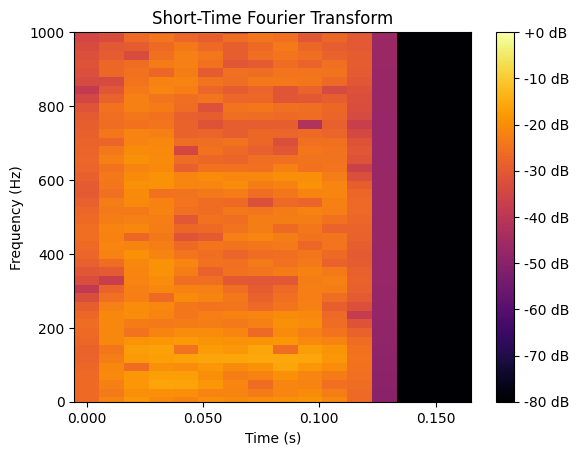 Short-Time Fourier Transform
1000
800
600
400
200
0
Frequency (Hz)
0.000
0.050
0.100
0.150
Time (s)
+0 dB
-10 dB
-20 dB
-30 dB
-40 dB
-50 dB
-60 dB
-70 dB
-80 dB